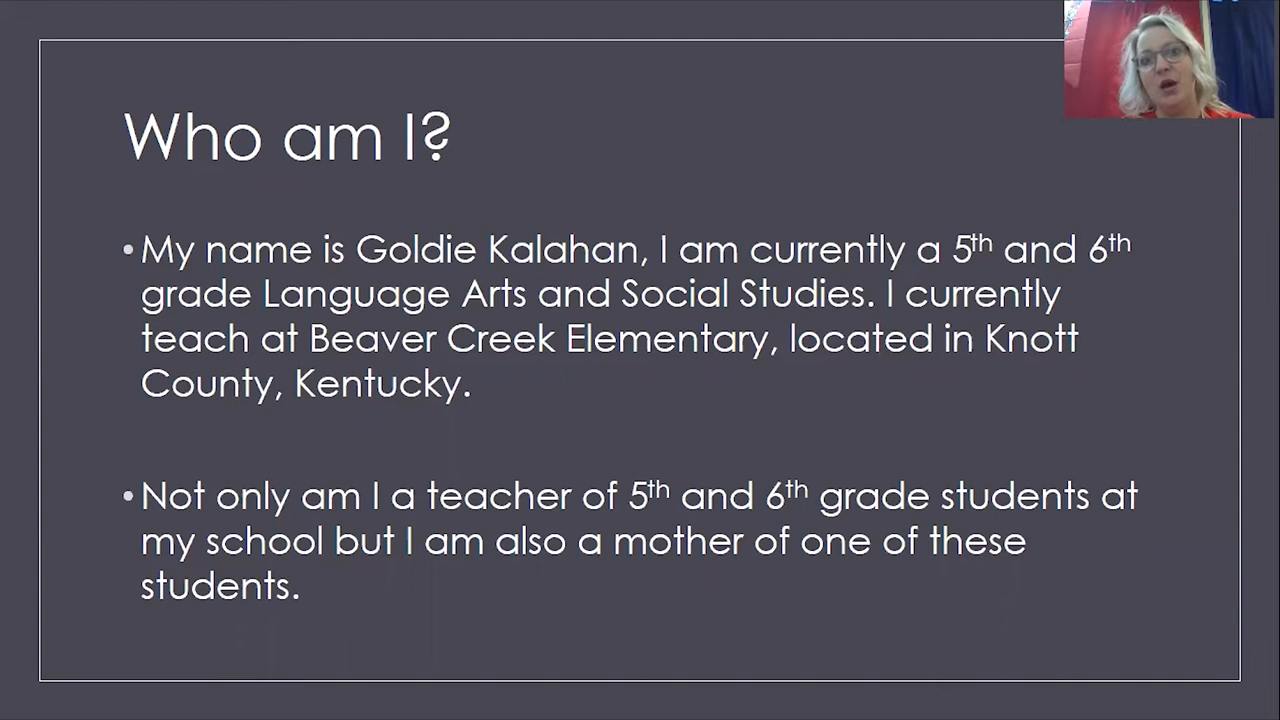 Who am I?
• My name is Goldie Kalahan, I am currently a 5th and 6th
grade Language Arts and Social Studies. I currently
teach at Beaver Creek Elementary, located in Knott
County, Kentucky.
• Not only am I a teacher of 5th and 6th grade students at
my school but I am also a mother of one of these
students.